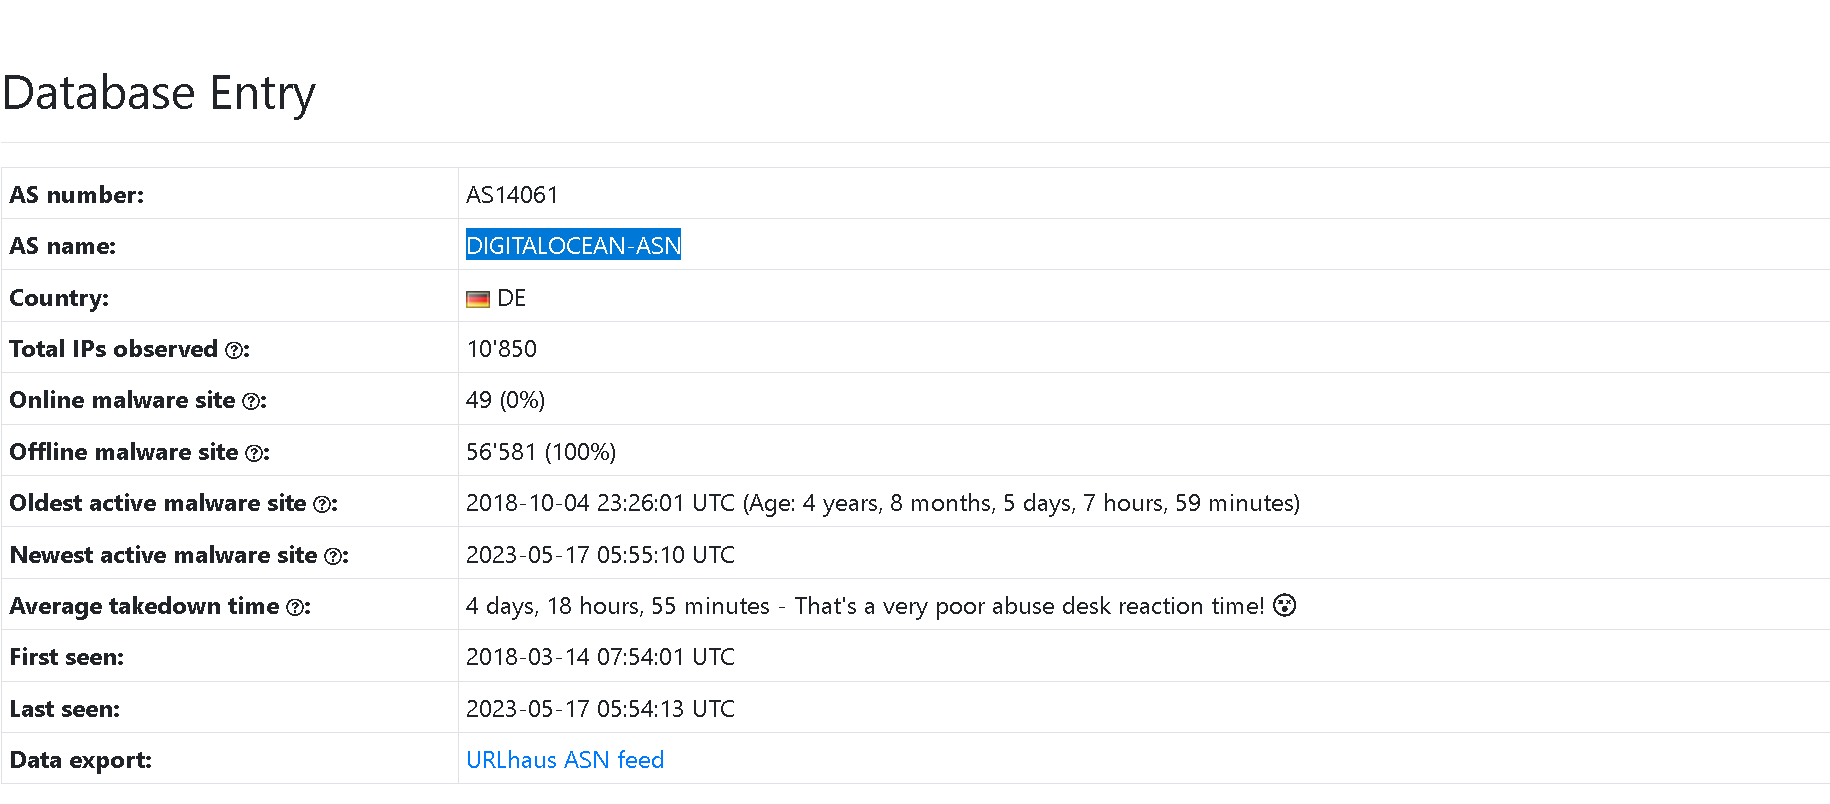 Database Entry
AS number: AS14061
AS name: DIGITALOCEAN-ASN
Country: DE
Total IPs observed ?: 10'850
Online malware site ?: 49 (0%)
Offline malware site ?: 56'581 (100%)
Oldest active malware site ?: 2018-10-04 23:26:01 UTC (Age: 4 years, 8 months, 5 days, 7 hours, 59 minutes)
Newest active malware site ?: 2023-05-17 05:55:10 UTC
Average takedown time ?: 4 days, 18 hours, 55 minutes - That's a very poor abuse desk reaction time!
First seen: 2018-03-14 07:54:01 UTC
Last seen: 2023-05-17 05:54:13 UTC
Data export: URLhaus ASN feed